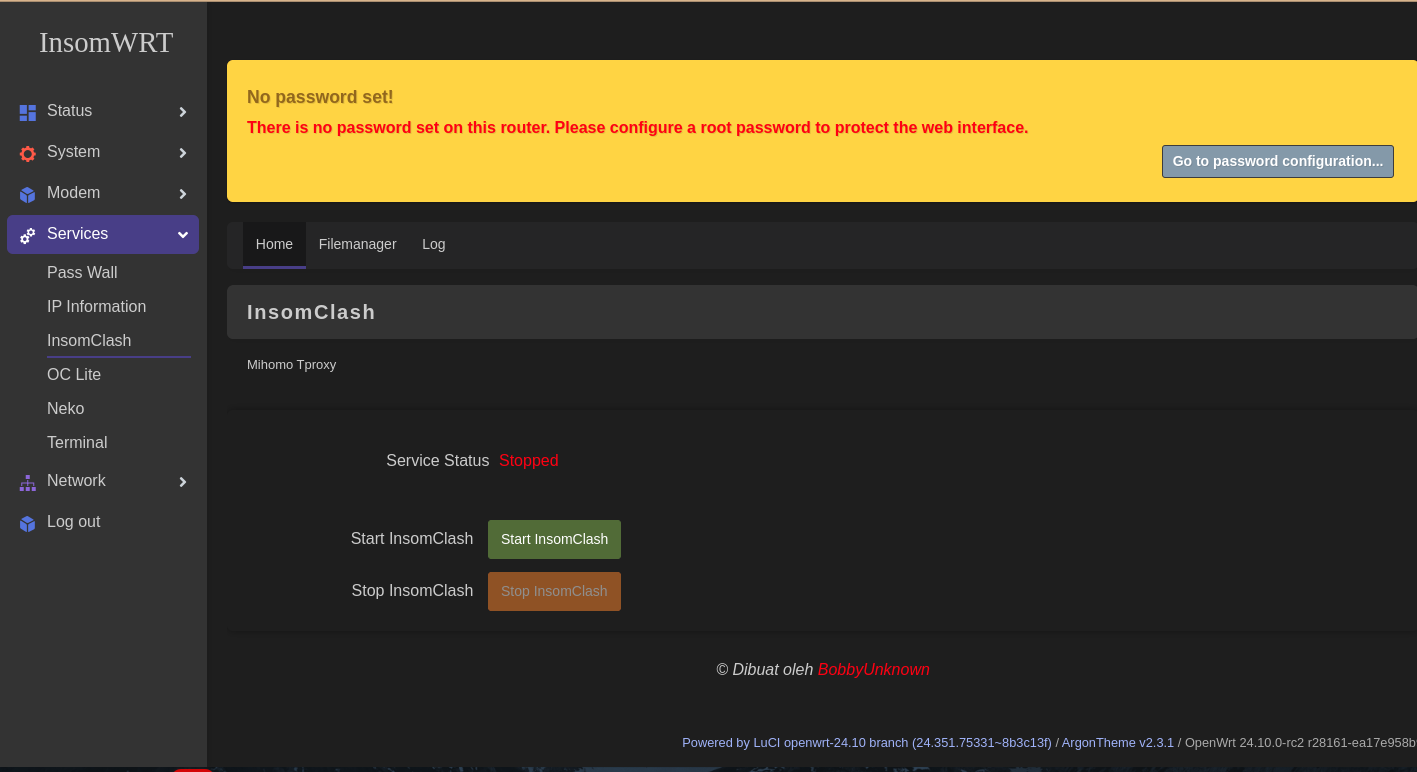 InsomWRT
Status
System
Modem
Services
Pass Wall
IP Information
InsomClash
OC Lite
Neko
Terminal
Network
Log out
No password set!
There is no password set on this router. Please configure a root password to protect the web interface.
Go to password configuration...
Home Filemanager Log
InsomClash
Mihomo Tproxy
Service Status Stopped
Start InsomClash Start InsomClash
Stop InsomClash Stop InsomClash
© Dibuat oleh BobbyUnknown
Powered by LuCI openwrt-24.10 branch (24.351.75331~8b3c13f) / ArgonTheme v2.3.1 / OpenWrt 24.10.0-rc2 r28161-ea17e958b